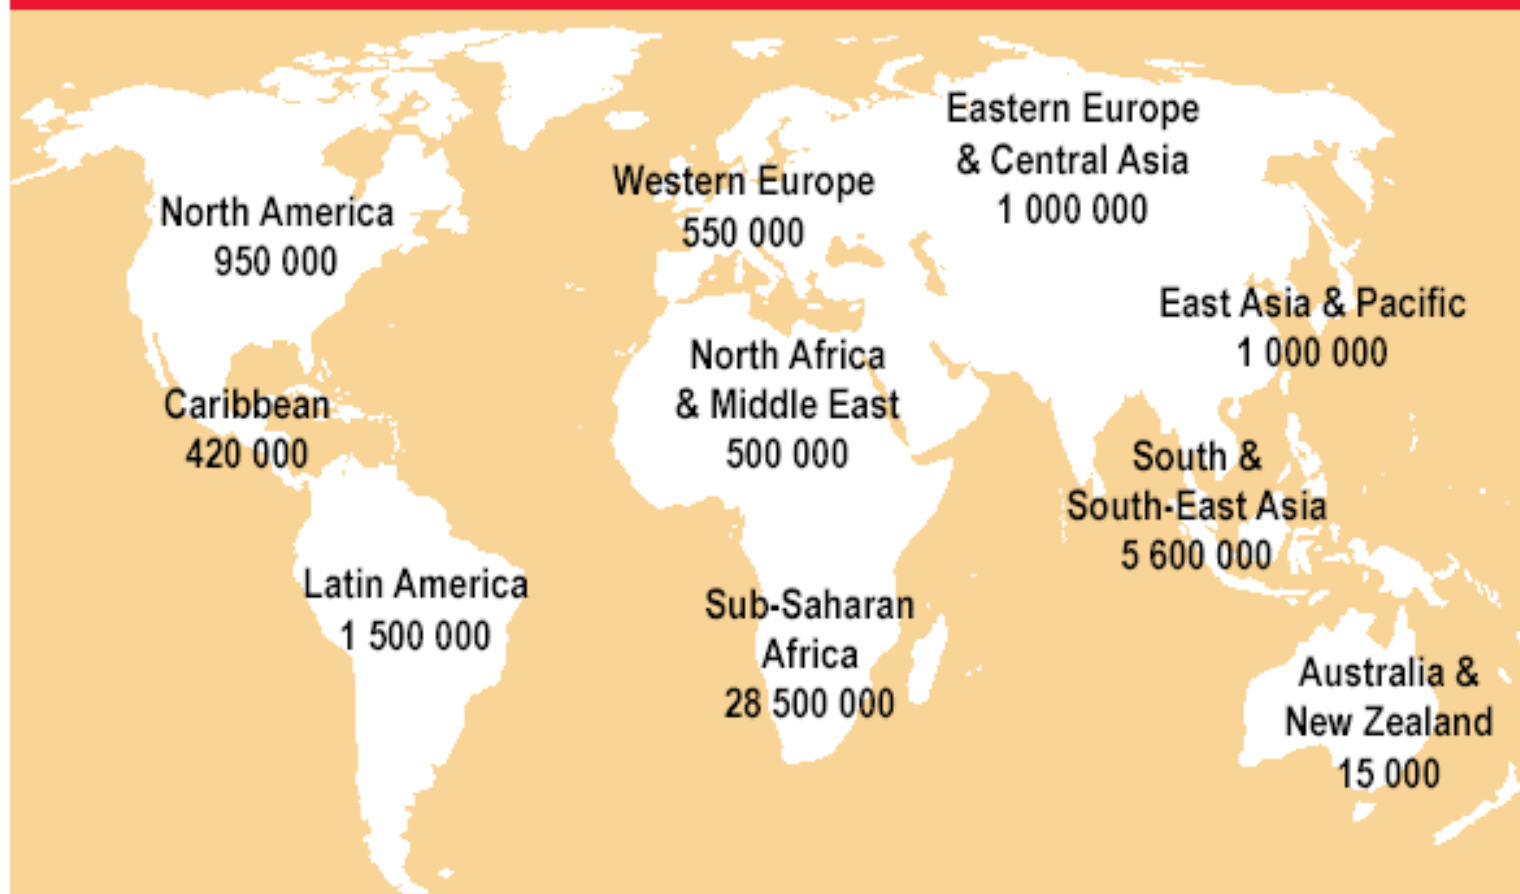 Eastern Europe
& Central Asia
1 000 000
Western Europe
550 000
North America
950 000
East Asia & Pacific
1 000 000
North Africa
& Middle East
500 000
Caribbean
420 000
South &
South-East Asia
5 600 000
Latin America
1 500 000
Sub-Saharan
Africa
28 500 000
Australia &
New Zealand
15 000